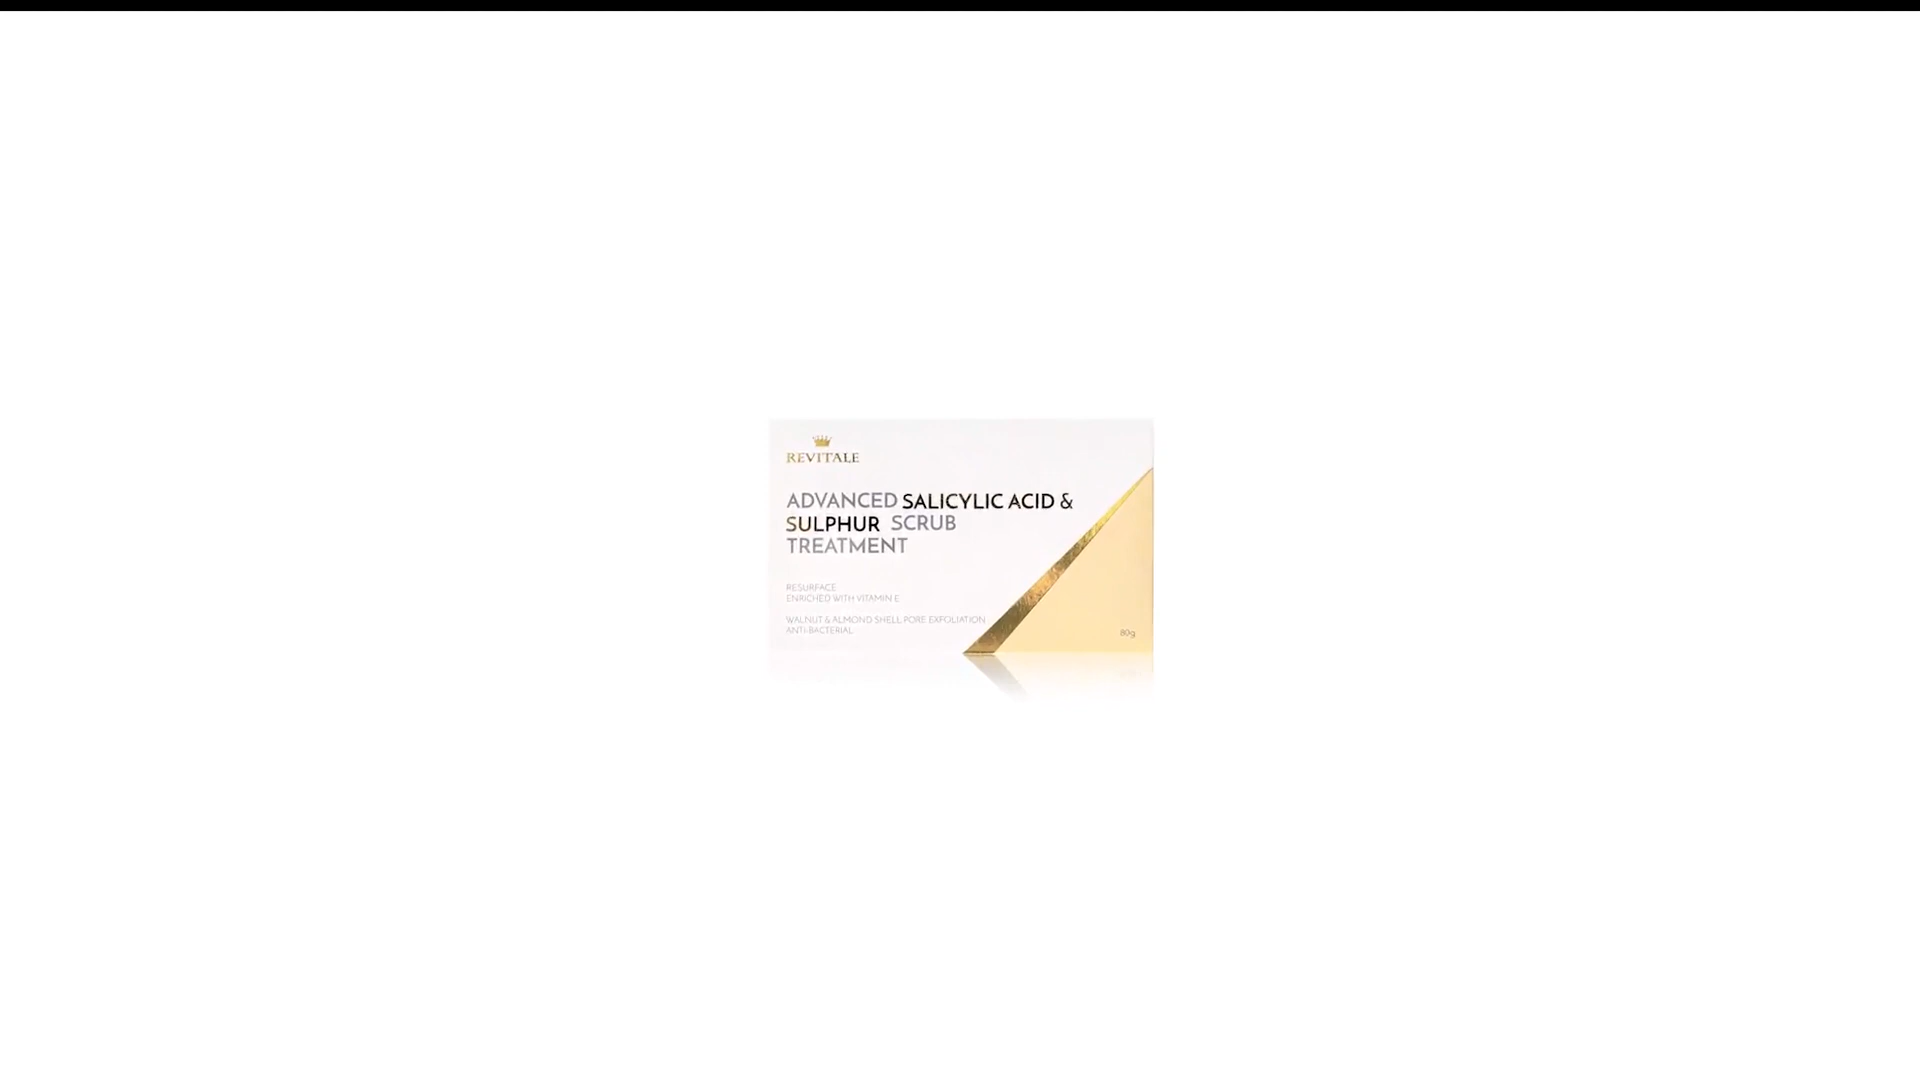 REVITALE
ADVANCED SALICYLIC ACID &
SULPHUR SCRUB
TREATMENT
RESURFACE
ENRICHED WITH VITAMIN E
WALNUT & ALMOND SHELL PORE EXFOLIATION
ANTI-BACTERIAL
80g